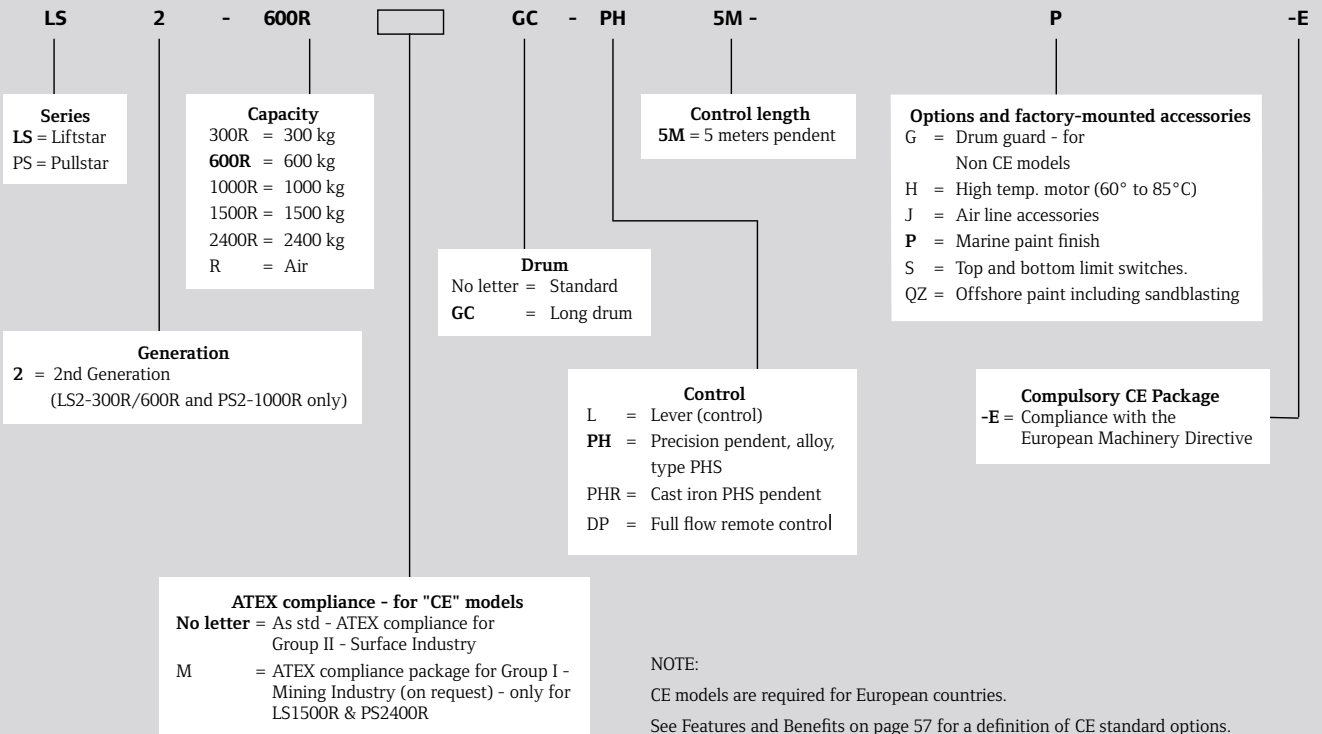 LS 2 - 600R GC - PH 5M - P -E
Series
LS = Liftstar
PS = Pullstar
Capacity
300R = 300 kg
600R = 600 kg
1000R = 1000 kg
1500R = 1500 kg
2400R = 2400 kg
R = Air
Control length
5M = 5 meters pendent
Options and factory-mounted accessories
G = Drum guard - for
Non CE models
H = High temp. motor (60° to 85°C)
J = Air line accessories
P = Marine paint finish
S = Top and bottom limit switches.
QZ = Offshore paint including sandblasting
Drum
No letter = Standard
GC = Long drum
Generation
2 = 2nd Generation
(LS2-300R/600R and PS2-1000R only)
Control
L = Lever (control)
PH = Precision pendent, alloy,
type PHS
PHR = Cast iron PHS pendent
DP = Full flow remote control
Compulsory CE Package
-E = Compliance with the
European Machinery Directive
ATEX compliance - for "CE" models
No letter = As std - ATEX compliance for
Group II - Surface Industry
M = ATEX compliance package for Group I -
Mining Industry (on request) - only for
LS1500R & PS2400R
NOTE:
CE models are required for European countries.
See Features and Benefits on page 57 for a definition of CE standard options.